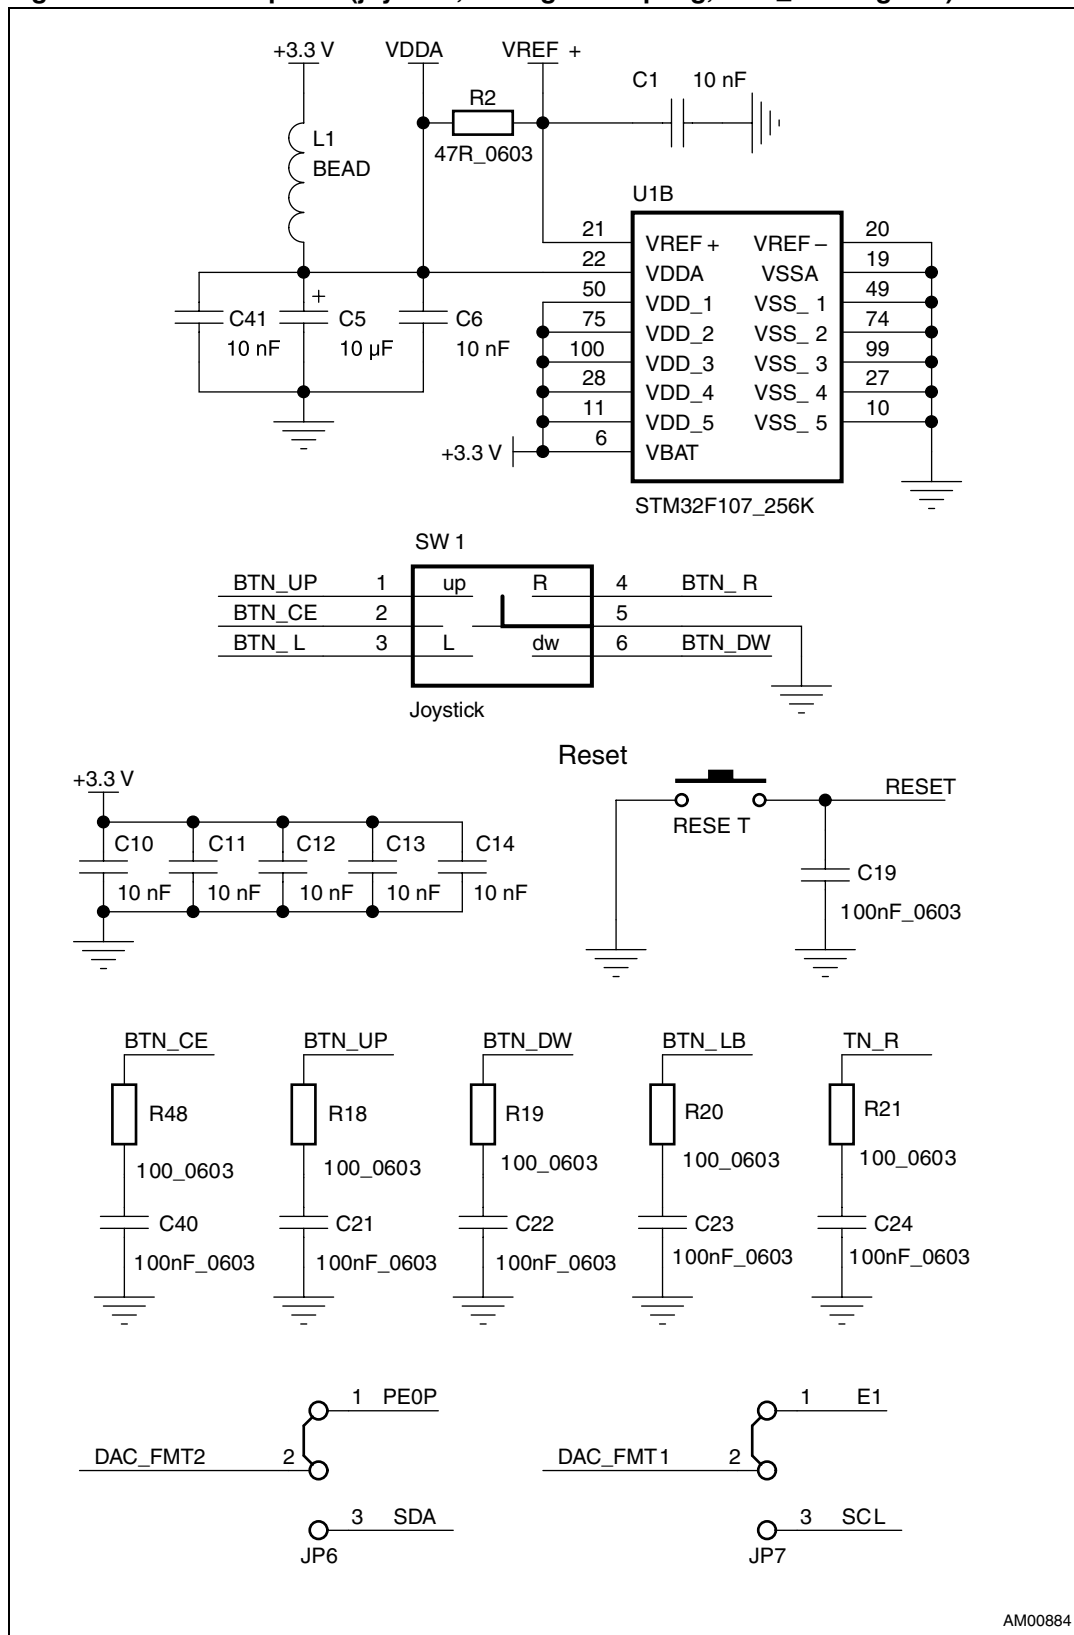 +3.3 V VDDA VREF +
C1 10 nF
R2
47R_0603
L1
BEAD
U1B
21 VREF + VREF – 20
22 VDDA VSSA 19
50 VDD_1 VSS_ 1 49
75 VDD_2 VSS_ 2 74
100 VDD_3 VSS_ 3 99
28 VDD_4 VSS_ 4 27
11 VDD_5 VSS_ 5 10
6 VBAT
+3.3 V
+
C41 C5 C6
10 nF 10 µF 10 nF
STM32F107_256K
SW 1
BTN_UP 1 up R 4 BTN_ R
BTN_CE 2 5
BTN_ L 3 L dw 6 BTN_DW
Joystick
Reset
+3.3 V
RESET
RESE T
C10 C11 C12 C13 C14
10 nF 10 nF 10 nF 10 nF 10 nF
C19
100nF_0603
BTN_CE BTN_UP BTN_DW BTN_LB TN_R
R48 R18 R19 R20 R21
100_0603 100_0603 100_0603 100_0603 100_0603
C40 C21 C22 C23 C24
100nF_0603 100nF_0603 100nF_0603 100nF_0603 100nF_0603
1 PE0P 1 E1
DAC_FMT2 2 DAC_FMT1 2
3 SDA 3 SCL
JP6 JP7
AM00884